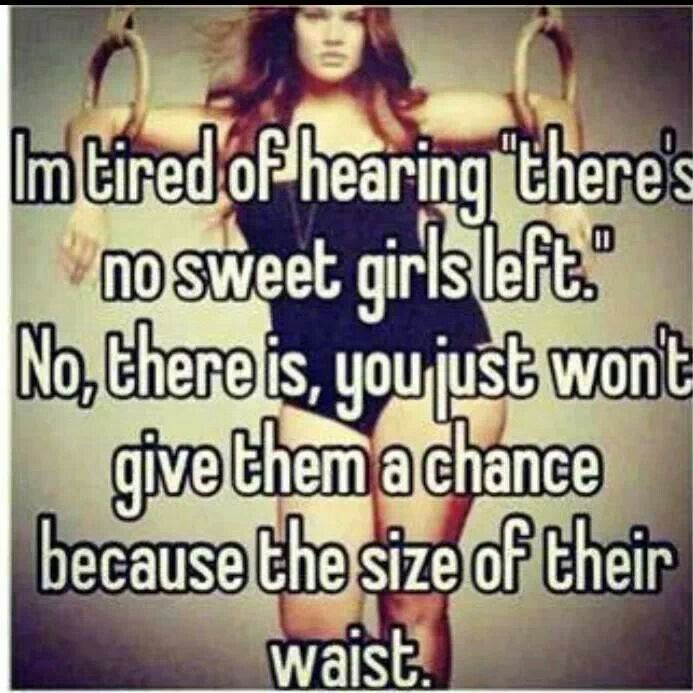 Im tired of hearing "there's
no sweet girls left."
No, there is, you just won't
give them a chance
because the size of their
waist.